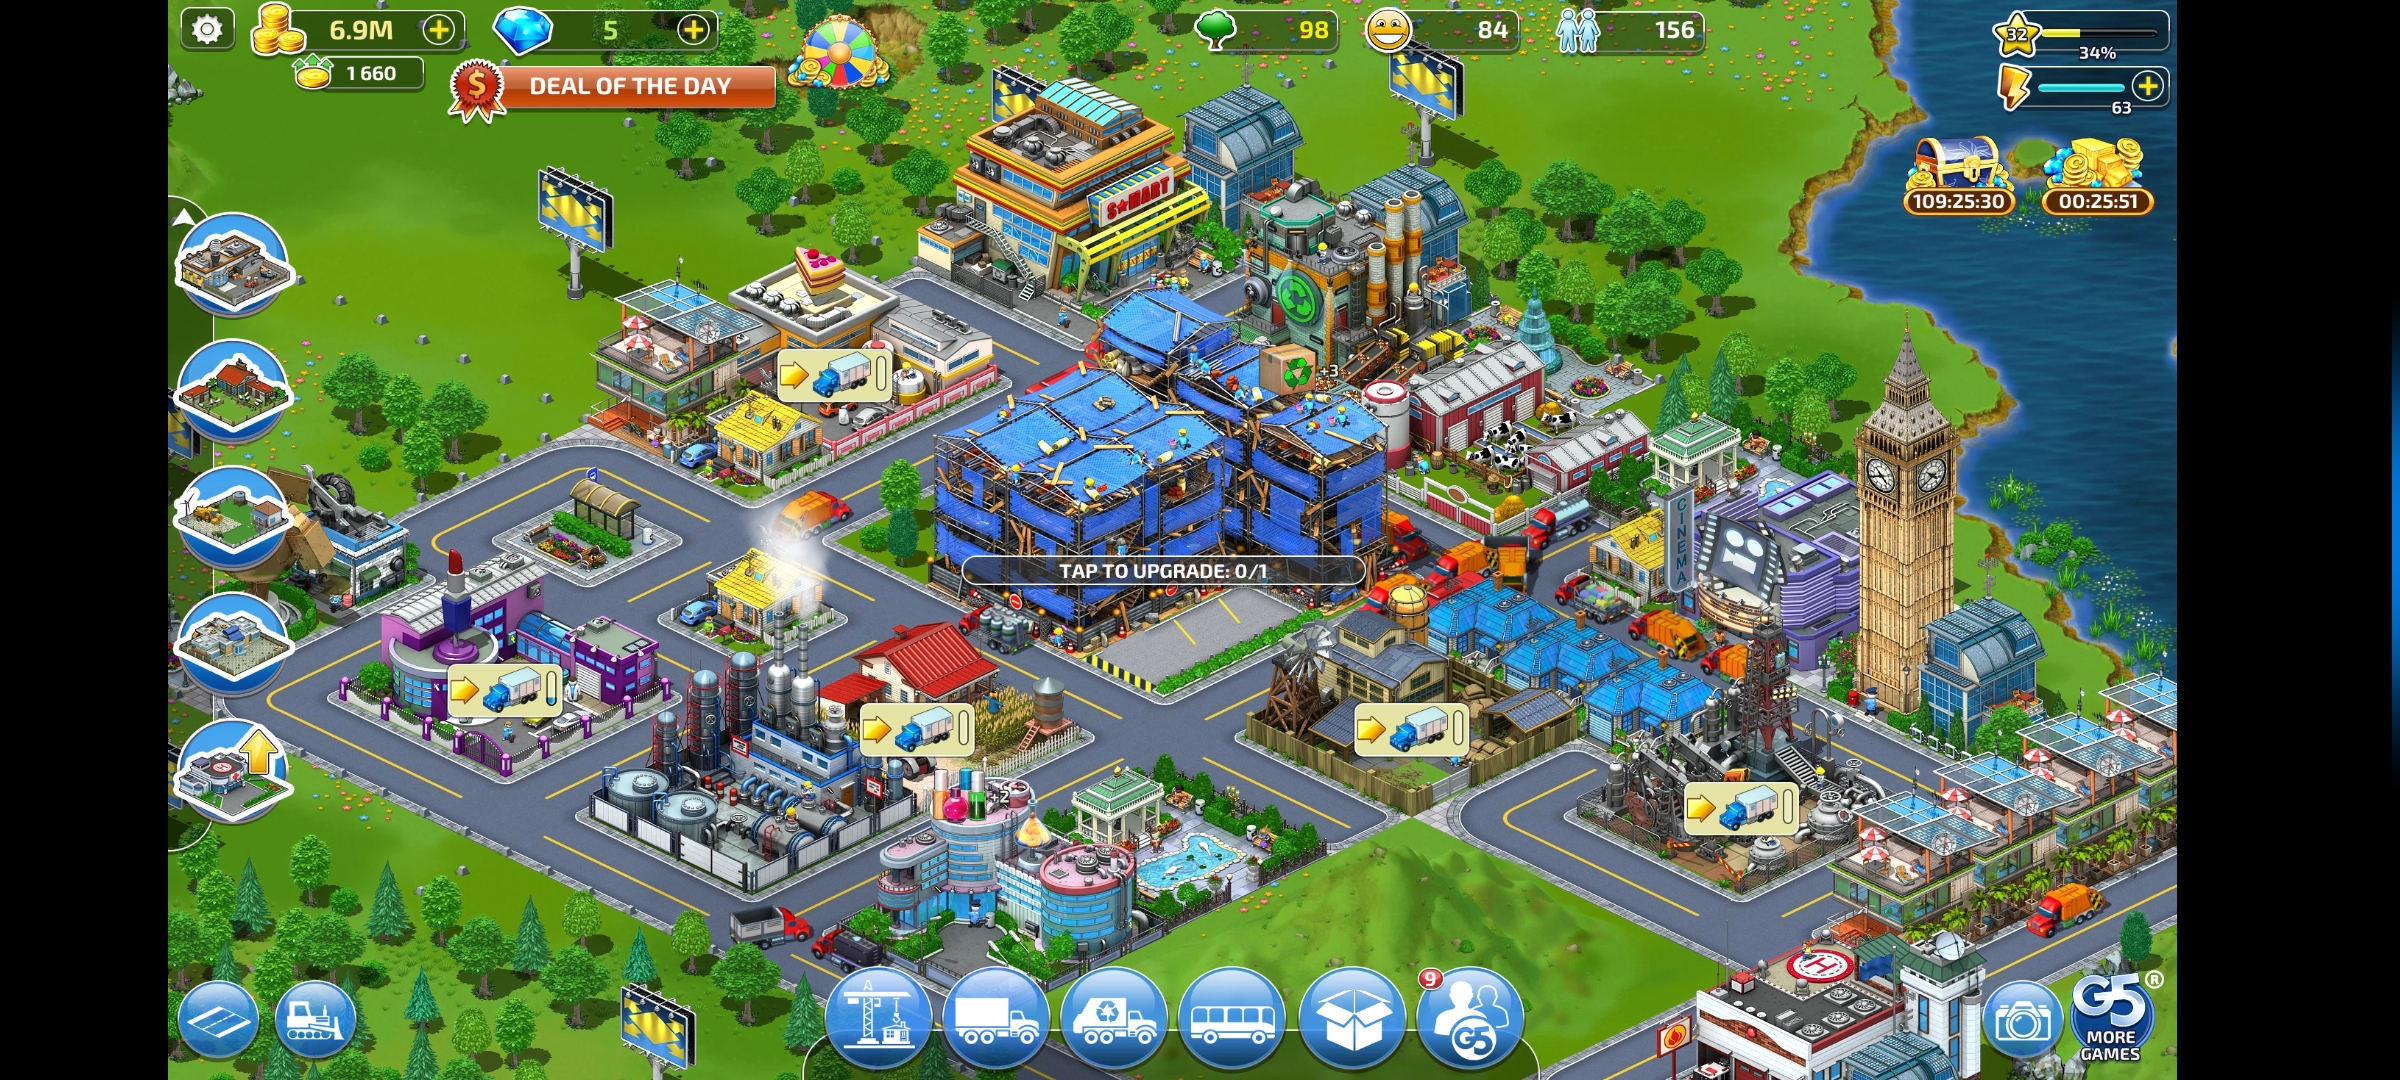 6.9M
5
98
84
156
32
34%
1 660
DEAL OF THE DAY
63
109:25:30
00:25:51
S★MART
+3
CINEMA
TAP TO UPGRADE: 0/1
+2
H
A
9
G5
G5®
MORE
GAMES